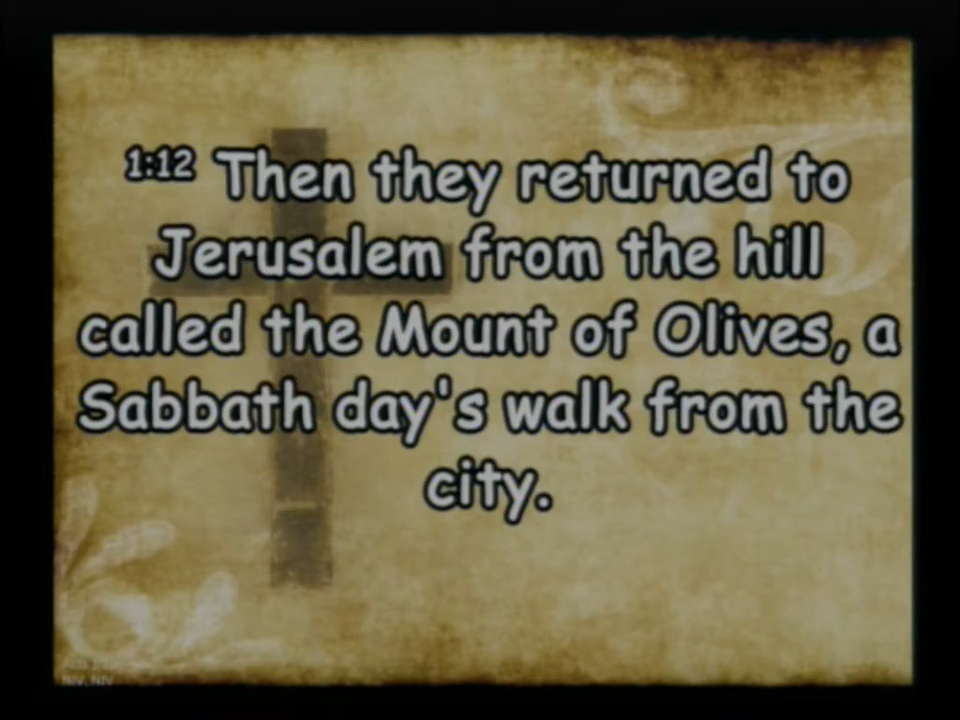 1:12 Then they returned to
Jerusalem from the hill
called the Mount of Olives, a
Sabbath day's walk from the
city.
NIV, NIV